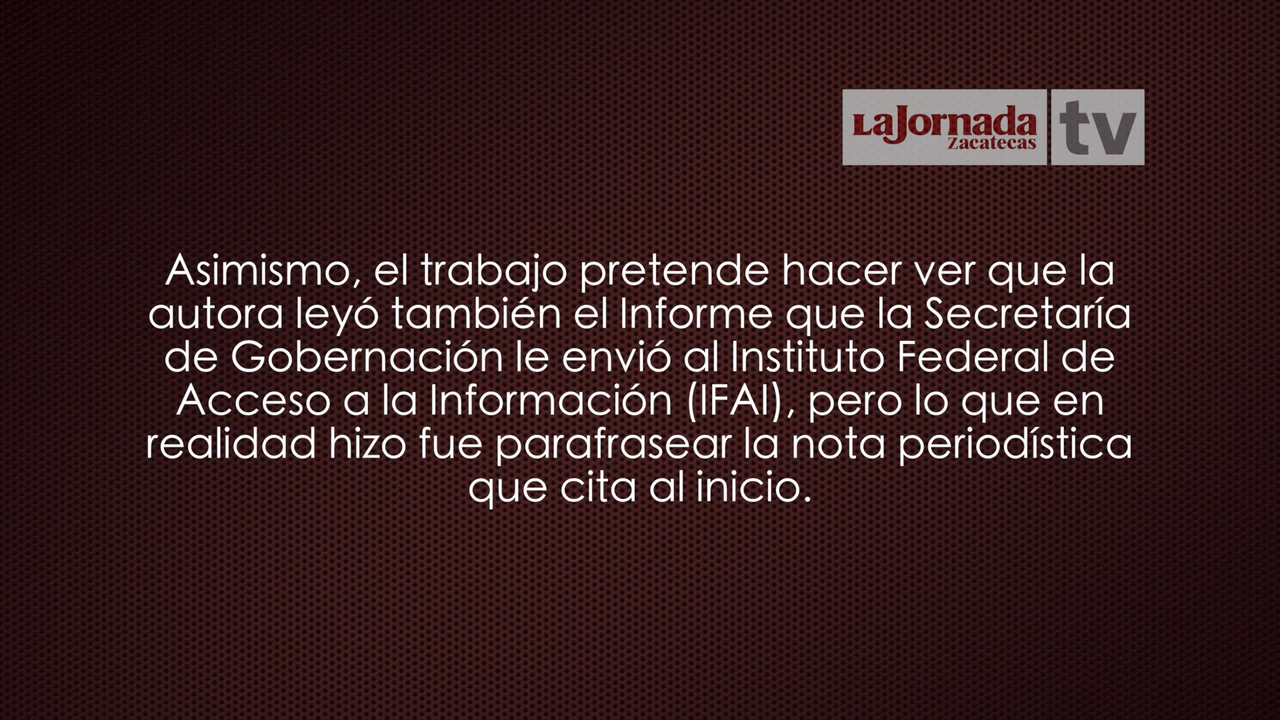 LaJornada
Zacatecas
tv
Asimismo, el trabajo pretende hacer ver que la
autora leyó también el Informe que la Secretaría
de Gobernación le envió al Instituto Federal de
Acceso a la Información (IFAI), pero lo que en
realidad hizo fue parafrasear la nota periodística
que cita al inicio.